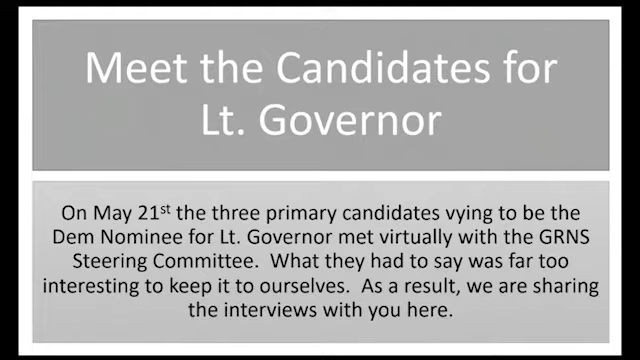 Meet the Candidates for
Lt. Governor
On May 21st the three primary candidates vying to be the
Dem Nominee for Lt. Governor met virtually with the GRNS
Steering Committee.  What they had to say was far too
interesting to keep it to ourselves.  As a result, we are sharing
the interviews with you here.